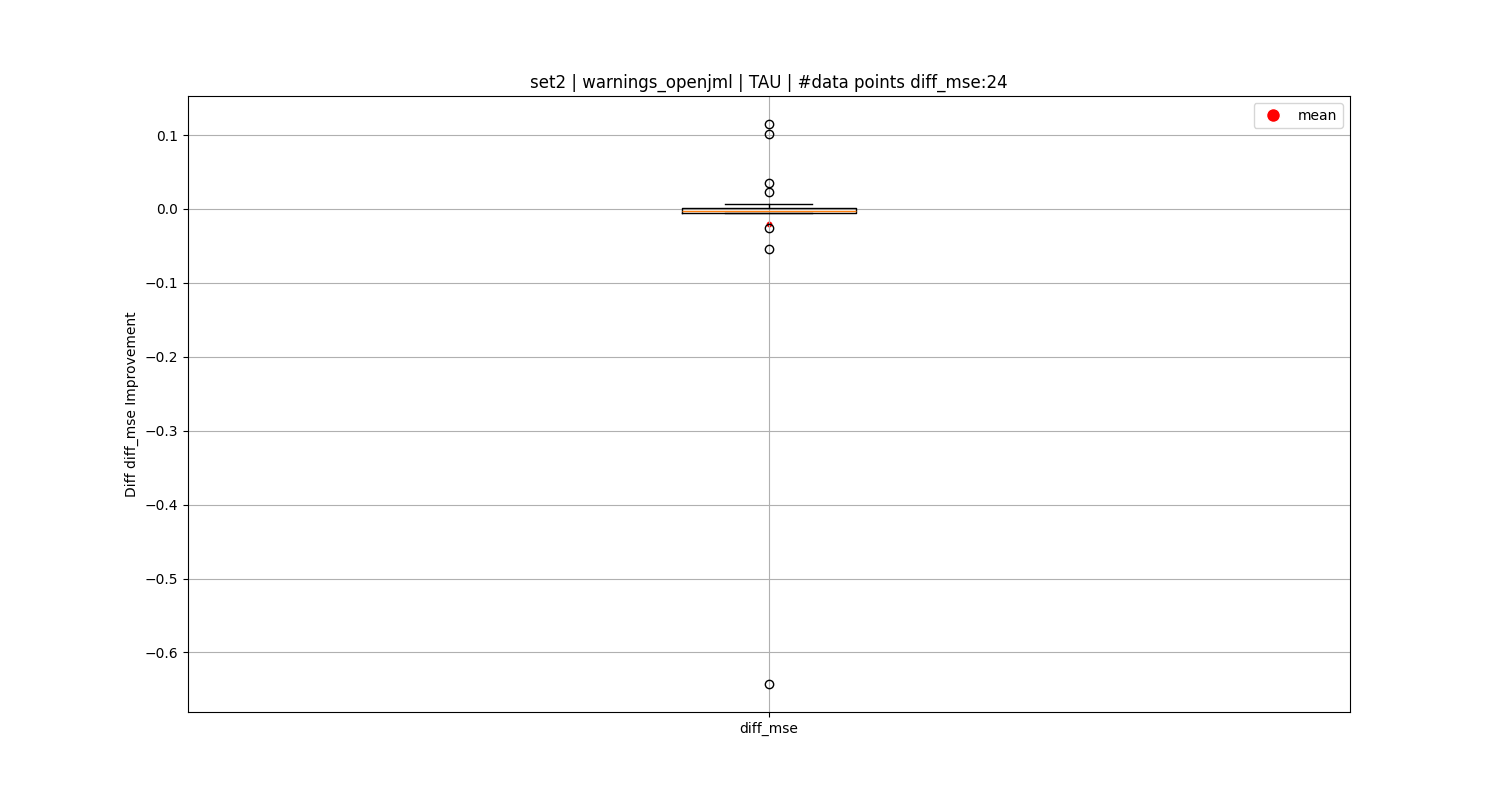 set2 | warnings_openjml | TAU | #data points diff_mse:24
mean
0.1
0.0
−0.1
−0.2
−0.3
−0.4
−0.5
−0.6
Diff diff_mse Improvement
diff_mse